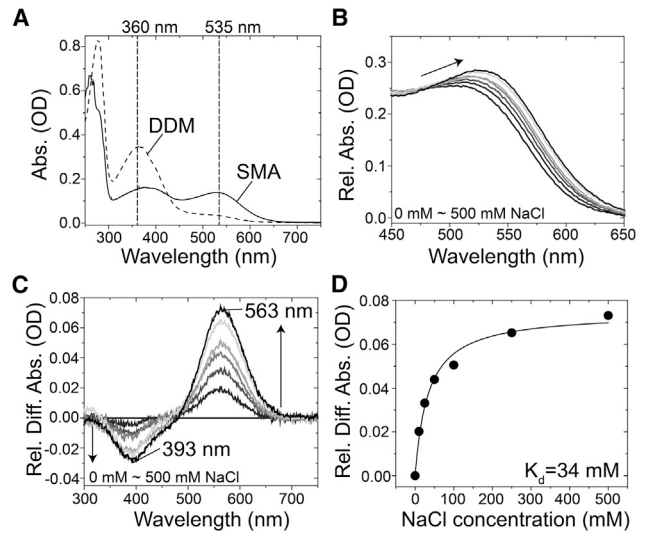 A
360 nm 535 nm
0.8
0.6
0.4
0.2
0.0
Abs. (OD)
DDM
SMA
300 400 500 600 700
Wavelength (nm)
B
0.3
0.2
0.1
0.0
Rel. Abs. (OD)
0 mM ~ 500 mM NaCl
450 500 550 600 650
Wavelength (nm)
C
0.08
0.06
0.04
0.02
0.00
-0.02
-0.04
Rel. Diff. Abs. (OD)
563 nm
393 nm
0 mM ~ 500 mM NaCl
300 400 500 600 700
Wavelength (nm)
D
0.08
0.06
0.04
0.02
0.00
Rel. Diff. Abs. (OD)
Kd=34 mM
0 100 200 300 400 500
NaCl concentration (mM)